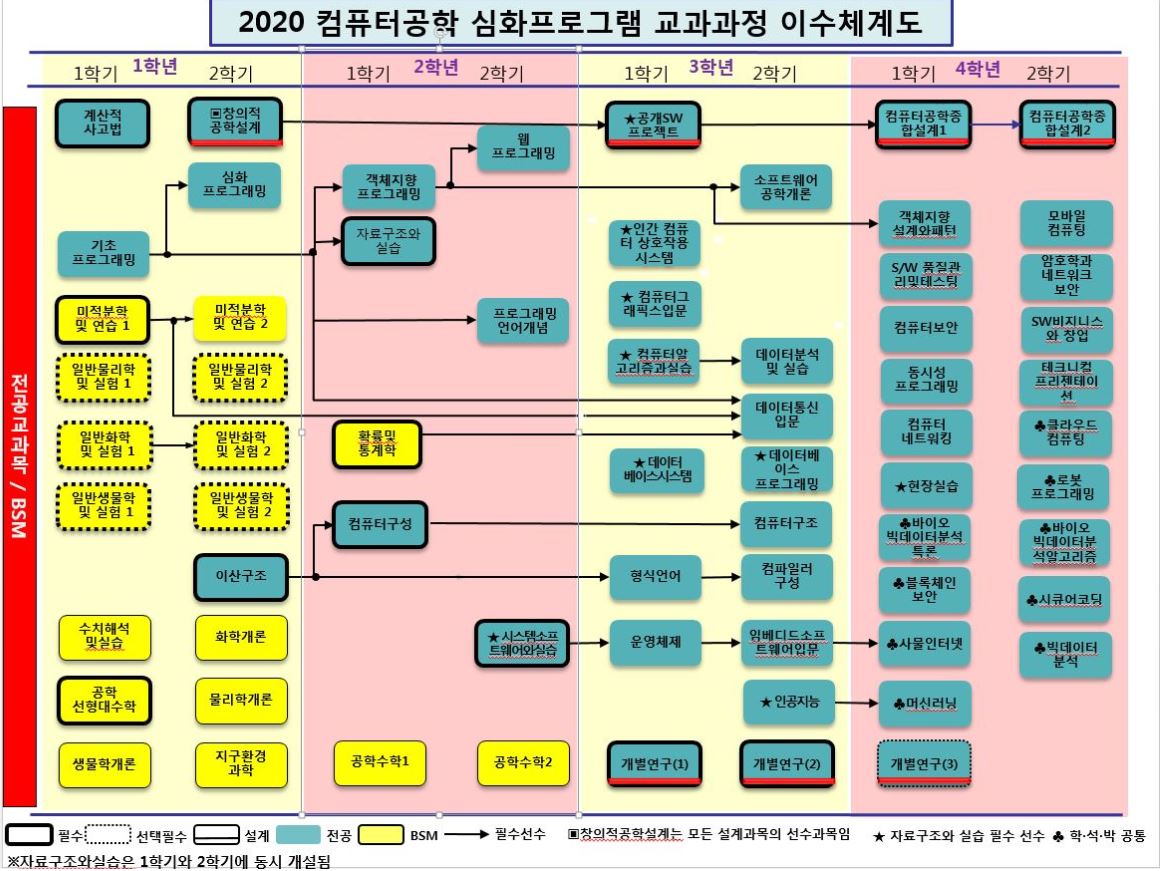 2020 컴퓨터공학 심화프로그램 교과과정 이수체계도
1학년
1학기
2학기
2학년
1학기
2학기
3학년
1학기
2학기
4학년
1학기
2학기
전공교과목 / BSM
계산적
사고법
▣창의적
공학설계
심화
프로그래밍
기초
프로그래밍
미적분학
및 연습 1
미적분학
및 연습 2
일반물리학
및 실험 1
일반물리학
및 실험 2
일반화학
및 실험 1
일반화학
및 실험 2
일반생물학
및 실험 1
일반생물학
및 실험 2
이산구조
수치해석
및실습
화학개론
공학
선형대수학
물리학개론
생물학개론
지구환경
과학
웹
프로그래밍
객체지향
프로그래밍
자료구조와
실습
프로그래밍
언어개념
확률및
통계학
컴퓨터구성
★시스템소프
트웨어와실습
공학수학1
공학수학2
★공개SW
프로젝트
소프트웨어
공학개론
★인간 컴퓨
터 상호작용
시스템
★ 컴퓨터그
래픽스입문
★ 컴퓨터알
고리즘과실습
데이터분석
및 실습
데이터통신
입문
★데이터
베이스시스템
★데이터베
이스
프로그래밍
컴퓨터구조
형식언어
컴파일러
구성
운영체제
임베디드소프
트웨어입문
★인공지능
개별연구(1)
개별연구(2)
컴퓨터공학종
합설계1
컴퓨터공학종
합설계2
객체지향
설계와패턴
모바일
컴퓨팅
S/W 품질관
리및테스팅
암호학과
네트워크
보안
컴퓨터보안
SW비지니스
와 창업
동시성
프로그래밍
테크니컬
프리젠테이
션
컴퓨터
네트워킹
♣클라우드
컴퓨팅
★현장실습
♣로봇
프로그래밍
♣바이오
빅데이터분석
특론
♣바이오
빅데이터분
석알고리즘
♣블록체인
보안
♣시큐어코딩
♣사물인터넷
♣빅데이터
분석
♣머신러닝
개별연구(3)
필수 선택필수 설계 전공 BSM 필수선수 ▣창의적공학설계는 모든 설계과목의 선수과목임 ★ 자료구조와 실습 필수 선수 ♣ 학·석·박 공통
※자료구조와실습은 1학기와 2학기에 동시 개설됨